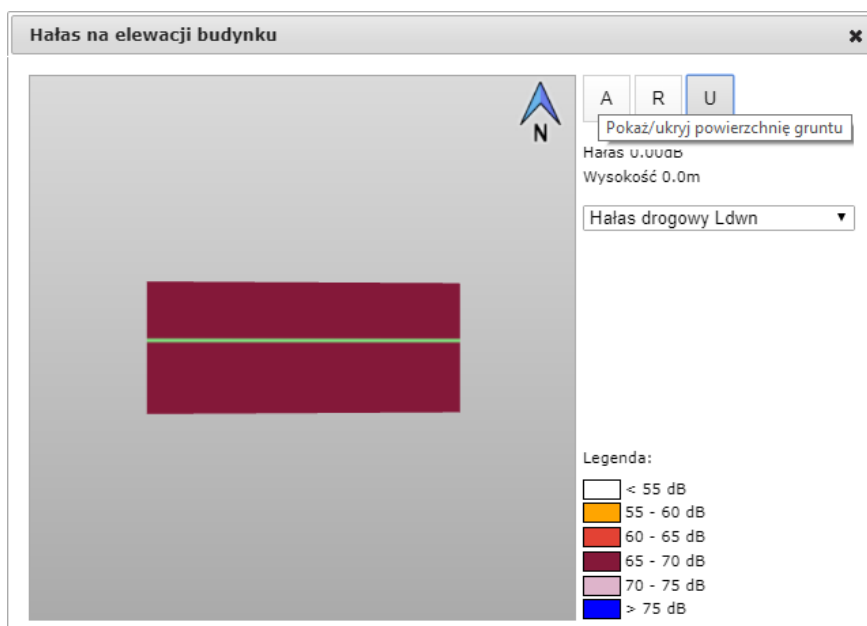 Hałas na elewacji budynku
N
A R U
Pokaż/ukryj powierzchnię gruntu
Hałas 0.00dB
Wysokość 0.0m
Hałas drogowy Ldwn
Legenda:
< 55 dB
55 - 60 dB
60 - 65 dB
65 - 70 dB
70 - 75 dB
> 75 dB